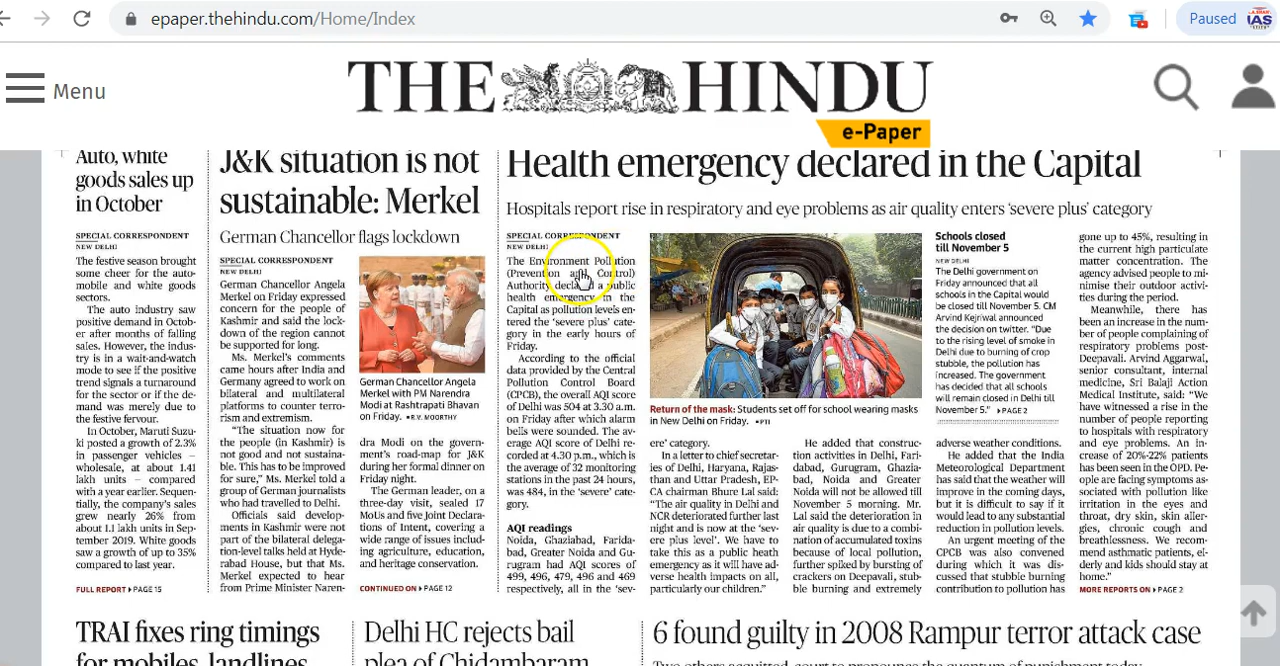 epaper.thehindu.com/Home/Index
Paused
IAS
Menu
THE HINDU
e-Paper
Auto, white
goods sales up
in October
SPECIAL CORRESPONDENT
NEW DELHI
The festive season brought
some cheer for the auto-
mobile and white goods
sectors.
The auto industry saw
positive demand in Octob-
er after months of falling
sales. However, the indus-
try is in a wait-and-watch
mode to see if the positive
trend signals a turnaround
for the sector or if the de-
mand was merely due to
the festive fervour.
In October, Maruti Suzu-
ki posted a growth of 2.3%
in passenger vehicles –
wholesale, at about 1.41
lakh units – compared
with a year earlier. Sequen-
tially, the company's sales
grew nearly 26% from
about 1.1 lakh units in Sep-
tember 2019. White goods
saw a growth of up to 35%
compared to last year.
FULL REPORT PAGE 15
J&K situation is not
sustainable: Merkel
German Chancellor flags lockdown
SPECIAL CORRESPONDENT
NEW DELHI
German Chancellor Angela
Merkel on Friday expressed
concern for the people of
Kashmir and said the lock-
down of the region cannot
be supported for long.
Ms. Merkel's comments
came hours after India and
Germany agreed to work on
bilateral and multilateral
platforms to counter terro-
rism and extremism.
"The situation now for
the people (in Kashmir) is
not good and not sustaina-
ble. This has to be improved
for sure," Ms. Merkel told a
group of German journalists
who had travelled to Delhi.
Officials said develop-
ments in Kashmir were not
part of the bilateral delega-
tion-level talks held at Hyde-
rabad House, but that Ms.
Merkel expected to hear
from Prime Minister Naren-
German Chancellor Angela
Merkel with PM Narendra
Modi at Rashtrapati Bhavan
on Friday. R.V. MOORTHY
dra Modi on the govern-
ment's road-map for J&K
during her formal dinner on
Friday night.
The German leader, on a
three-day visit, sealed 17
MoUs and five Joint Declara-
tions of Intent, covering a
wide range of issues includ-
ing agriculture, education,
and heritage conservation.
CONTINUED ON PAGE 12
Health emergency declared in the Capital
Hospitals report rise in respiratory and eye problems as air quality enters 'severe plus' category
SPECIAL CORRESPONDENT
NEW DELHI
The Environment Pollution
(Prevention and Control)
Authority declared a public
health emergency in the
Capital as pollution levels en-
tered the 'severe plus' cate-
gory in the early hours of
Friday.
According to the official
data provided by the Central
Pollution Control Board
(CPCB), the overall AQI score
of Delhi was 504 at 3.30 a.m.
on Friday after which alarm
bells were sounded. The av-
erage AQI score of Delhi re-
corded at 4.30 p.m., which is
the average of 32 monitoring
stations in the past 24 hours,
was 484, in the 'severe' cate-
gory.
AQI readings
Noida, Ghaziabad, Farida-
bad, Greater Noida and Gu-
rugram had AQI scores of
499, 496, 479, 496 and 469
respectively, all in the 'sev-
Return of the mask: Students set off for school wearing masks
in New Delhi on Friday. PTI
ere' category.
In a letter to chief secretar-
ies of Delhi, Haryana, Rajas-
than and Uttar Pradesh, EP-
CA chairman Bhure Lal said:
"The air quality in Delhi and
NCR deteriorated further last
night and is now at the 'sev-
ere plus level'. We have to
take this as a public heath
emergency as it will have ad-
verse health impacts on all,
particularly our children."
He added that construc-
tion activities in Delhi, Fari-
dabad, Gurugram, Ghazia-
bad, Noida and Greater
Noida will not be allowed till
November 5 morning. Mr.
Lal said the deterioration in
air quality is due to a combi-
nation of accumulated toxins
because of local pollution,
further spiked by bursting of
crackers on Deepavali, stub-
ble burning and extremely
Schools closed
till November 5
NEW DELHI
The Delhi government on
Friday announced that all
schools in the Capital would
be closed till November 5. CM
Arvind Kejriwal announced
the decision on twitter. "Due
to the rising level of smoke in
Delhi due to burning of crop
stubble, the pollution has
increased. The government
has decided that all schools
will remain closed in Delhi till
November 5." PAGE 2
adverse weather conditions.
He added that the India
Meteorological Department
has said that the weather will
improve in the coming days,
but it is difficult to say if it
would lead to any substantial
reduction in pollution levels.
An urgent meeting of the
CPCB was also convened
during which it was dis-
cussed that stubble burning
contribution to pollution has
gone up to 45%, resulting in
the current high particulate
matter concentration. The
agency advised people to mi-
nimise their outdoor activi-
ties during the period.
Meanwhile, there has
been an increase in the num-
ber of people complaining of
respiratory problems post-
Deepavali. Arvind Aggarwal,
senior consultant, internal
medicine, Sri Balaji Action
Medical Institute, said: "We
have witnessed a rise in the
number of people reporting
to hospitals with respiratory
and eye problems. An in-
crease of 20%-22% patients
has been seen in the OPD. Pe-
ople are facing symptoms as-
sociated with pollution like
irritation in the eyes and
throat, dry skin, skin aller-
gies, chronic cough and
breathlessness. We recom-
mend asthmatic patients, el-
derly and kids should stay at
home."
MORE REPORTS ON PAGE 2
TRAI fixes ring timings
for mobiles, landlines
Delhi HC rejects bail
plea of Chidambaram
6 found guilty in 2008 Rampur terror attack case
Two others acquitted, court to pronounce the quantum of punishment today